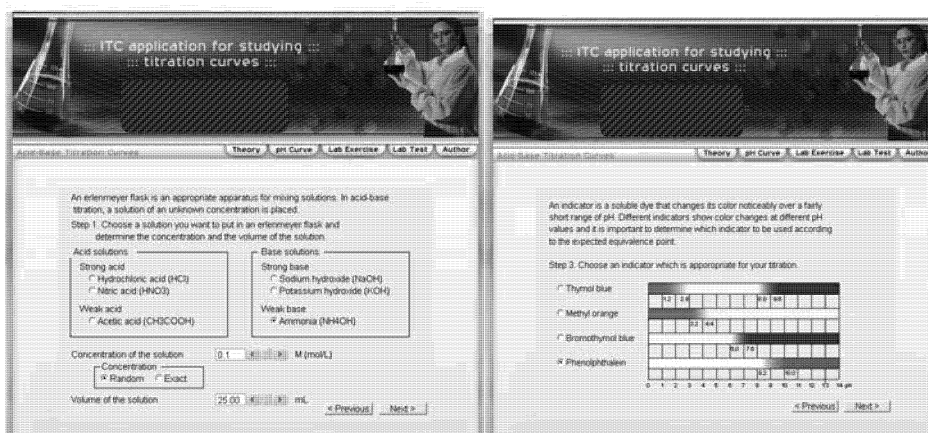 ::: ITC application for studying :::
::: titration curves :::
Acid-Base Titration Curves
Theory pH Curve Lab Exercise Lab Test Author
An erlenmeyer flask is an appropriate apparatus for mixing solutions. In acid-base
titration, a solution of an unknown concentration is placed.
Step 1. Choose a solution you want to put in an erlenmeyer flask and
determine the concentration and the volume of the solution.
Acid solutions
Strong acid
Hydrochloric acid (HCl)
Nitric acid (HNO3)
Weak acid
Acetic acid (CH3COOH)
Base solutions
Strong base
Sodium hydroxide (NaOH)
Potassium hydroxide (KOH)
Weak base
Ammonia (NH4OH)
Concentration of the solution 0.1 M (mol/L)
Concentration
Random Exact
Volume of the solution 25.00 mL
< Previous Next >
::: ITC application for studying :::
::: titration curves :::
Acid-Base Titration Curves
Theory pH Curve Lab Exercise Lab Test Autho
An indicator is a soluble dye that changes its color noticeably over a fairly
short range of pH. Different indicators show color changes at different pH
values and it is important to determine which indicator to be used according
to the expected equivalence point.
Step 3. Choose an indicator which is apporopriate for your titration.
Thymol blue
1.2 2.8 8.0 9.6
Methyl orange
3.2 4.4
Bromothymol blue
6.0 7.6
Phenolphthalein
8.2 10.0
0 1 2 3 4 5 6 7 8 9 10 11 12 13 14 pH
< Previous Next >